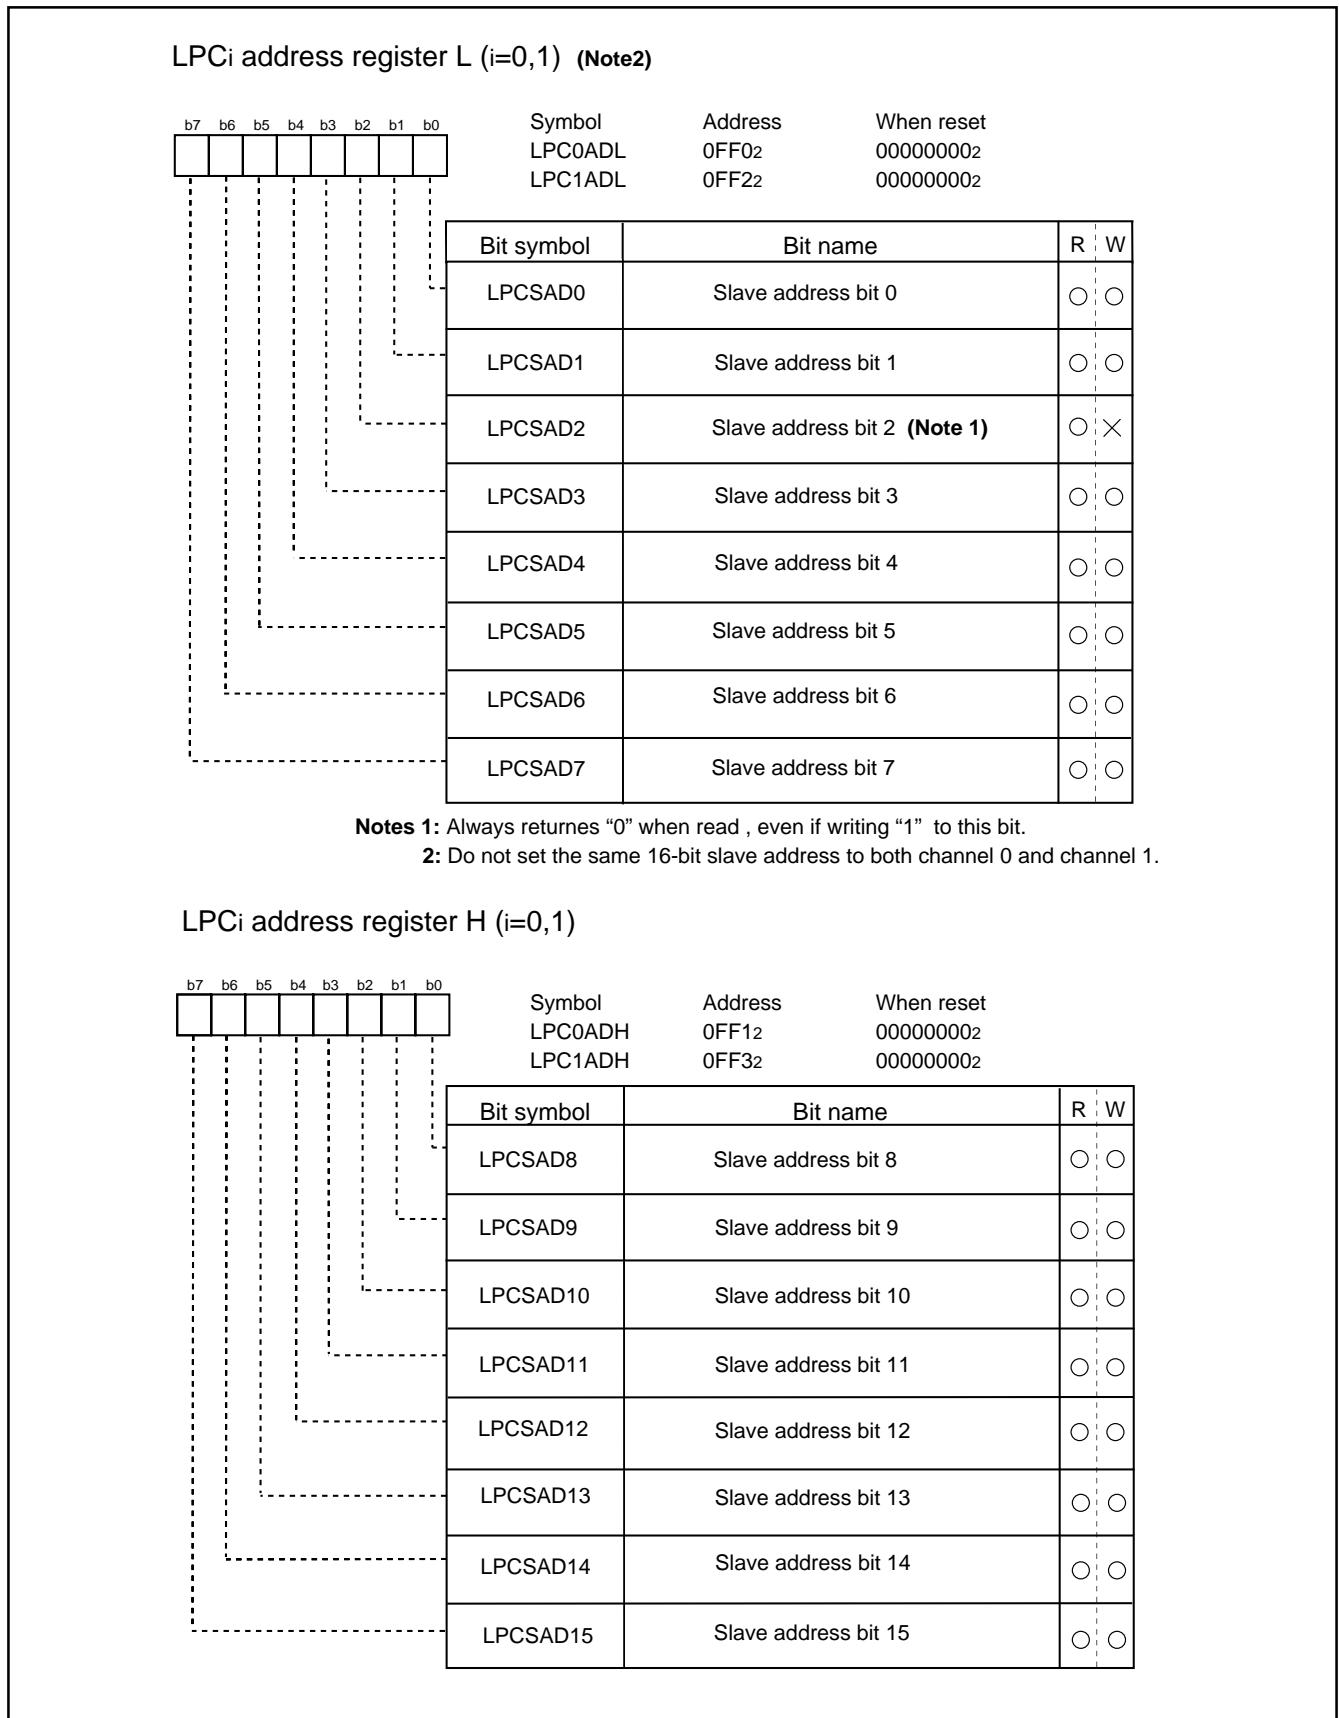 LPCi address register L (i=0,1) (Note2)
b7 b6 b5 b4 b3 b2 b1 b0
Symbol Address When reset
LPC0ADL 0FF02 000000002
LPC1ADL 0FF22 000000002
Bit symbol Bit name R W
LPCSAD0 Slave address bit 0 ○ ○
LPCSAD1 Slave address bit 1 ○ ○
LPCSAD2 Slave address bit 2 (Note 1) ○ ×
LPCSAD3 Slave address bit 3 ○ ○
LPCSAD4 Slave address bit 4 ○ ○
LPCSAD5 Slave address bit 5 ○ ○
LPCSAD6 Slave address bit 6 ○ ○
LPCSAD7 Slave address bit 7 ○ ○
Notes 1: Always returnes “0” when read , even if writing “1” to this bit.
2: Do not set the same 16-bit slave address to both channel 0 and channel 1.
LPCi address register H (i=0,1)
b7 b6 b5 b4 b3 b2 b1 b0
Symbol Address When reset
LPC0ADH 0FF12 000000002
LPC1ADH 0FF32 000000002
Bit symbol Bit name R W
LPCSAD8 Slave address bit 8 ○ ○
LPCSAD9 Slave address bit 9 ○ ○
LPCSAD10 Slave address bit 10 ○ ○
LPCSAD11 Slave address bit 11 ○ ○
LPCSAD12 Slave address bit 12 ○ ○
LPCSAD13 Slave address bit 13 ○ ○
LPCSAD14 Slave address bit 14 ○ ○
LPCSAD15 Slave address bit 15 ○ ○